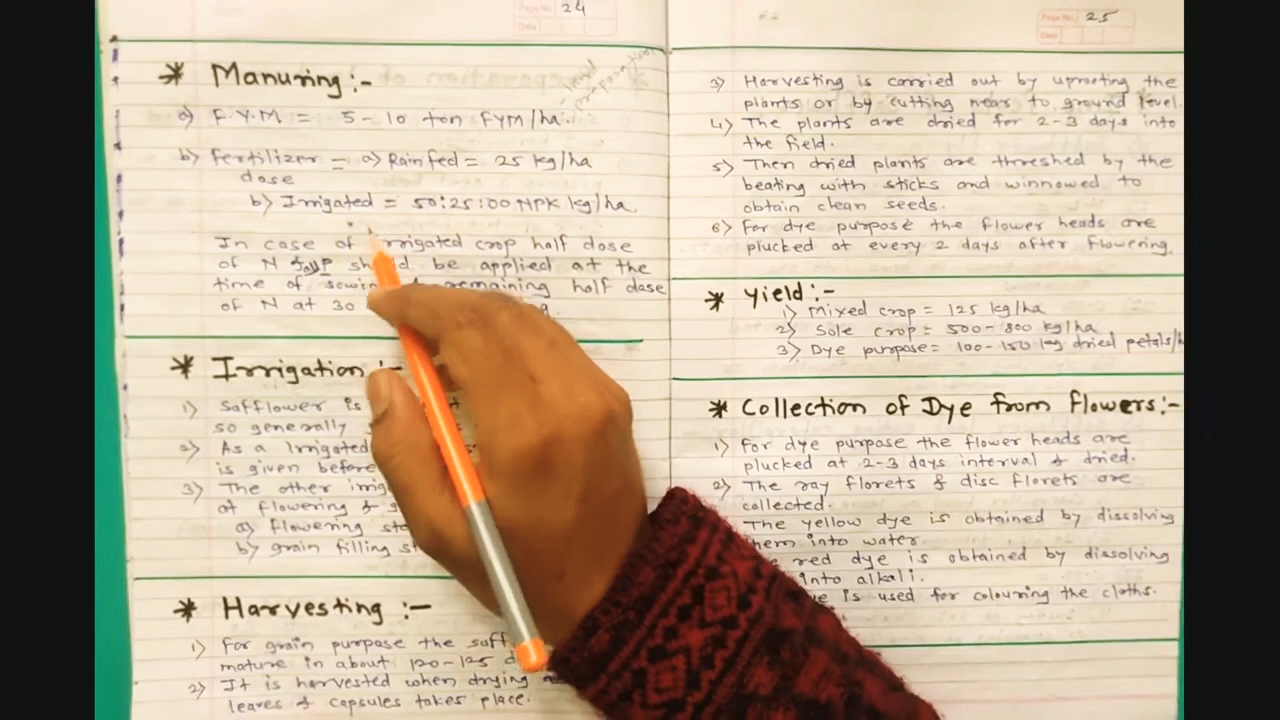 Page No. 24
Date
* Manuring :-
- land preparation
a) F.Y.M = 5-10 ton FYM/ha.
b) Fertilizer = a) Rainfed = 25 kg/ha
dose
b) Irrigated = 50:25:00 NPK kg/ha
In case of irrigated crop half dose
of N & all P should be applied at the
time of sowing & remaining half dose
of N at 30
* Irrigation :-
1) Safflower is
so generally
2) As a Irrigated
is given before
3) The other
at flowering &
a) flowering
b) grain filling
* Harvesting :-
1) For grain purpose the
mature in about 120-125
2) It is harvested when drying
leaves & capsules takes place.
Page No. 25
Date
3) Harvesting is carried out by uprooting the
plants or by cutting near to ground level.
4) The plants are dried for 2-3 days into
the field.
5) Then dried plants are threshed by the
beating with sticks and winnowed to
obtain clean seeds.
6) For dye purpose the flower heads are
plucked at every 2 days after flowering.
* Yield :-
1) Mixed crop = 125 kg/ha
2) Sole crop = 500-800 kg/ha
3) Dye purpose = 100-150 kg dried petals/h
* Collection of Dye from flowers :-
1) For dye purpose the flower heads are
plucked at 2-3 days interval & dried.
2) The ray florets & disc florets are
collected.
The yellow dye is obtained by dissolving
them into water
red dye is obtained by dissolving
into alkali.
is used for colouring the cloths.